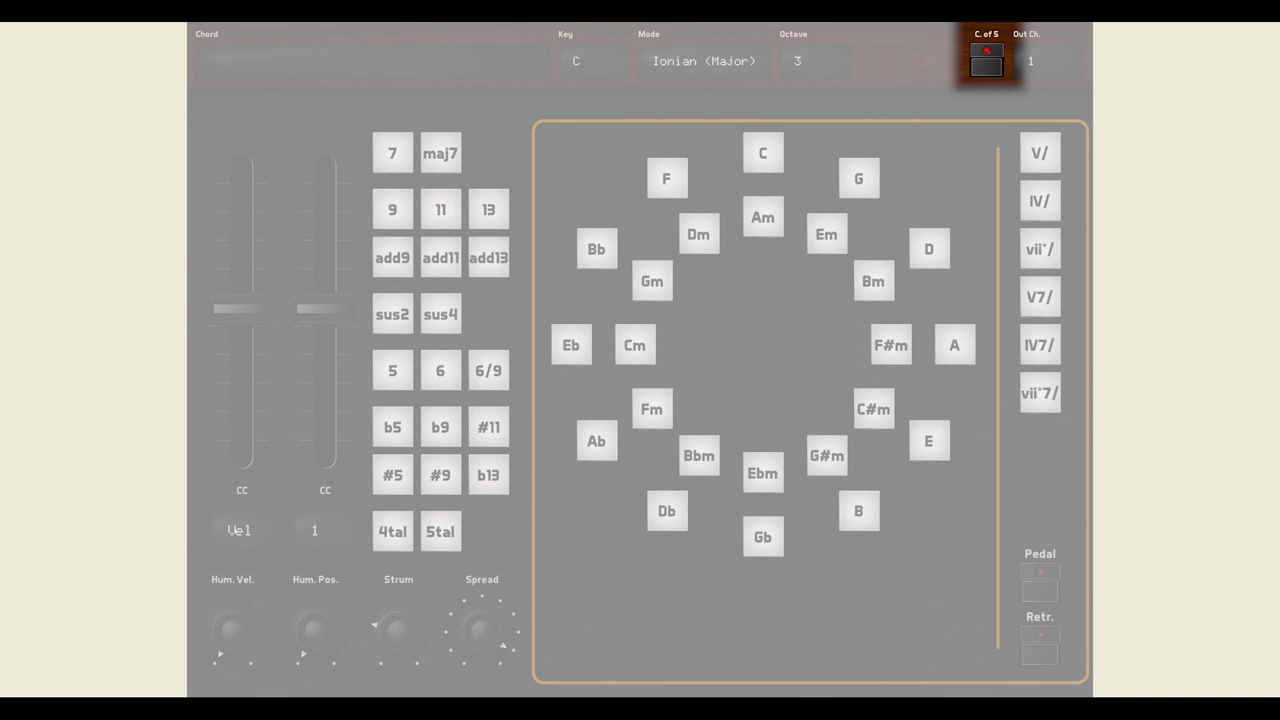 Chord Key Mode Octave C. of 5 Out Ch.
C Ionian (Major) 3 1
7 maj7
9 11 13
add9 add11 add13
sus2 sus4
5 6 6/9
b5 b9 #11
#5 #9 b13
4tal 5tal
CC CC
Vel 1
Hum. Vel. Hum. Pos. Strum Spread
C
F G
Am
Dm Em
Bb D
Gm Bm
Eb Cm F#m A
Fm C#m
Ab E
Bbm G#m
Ebm
Db B
Gb
V/
IV/
vii°/
V7/
IV7/
vii°7/
Pedal
Retr.